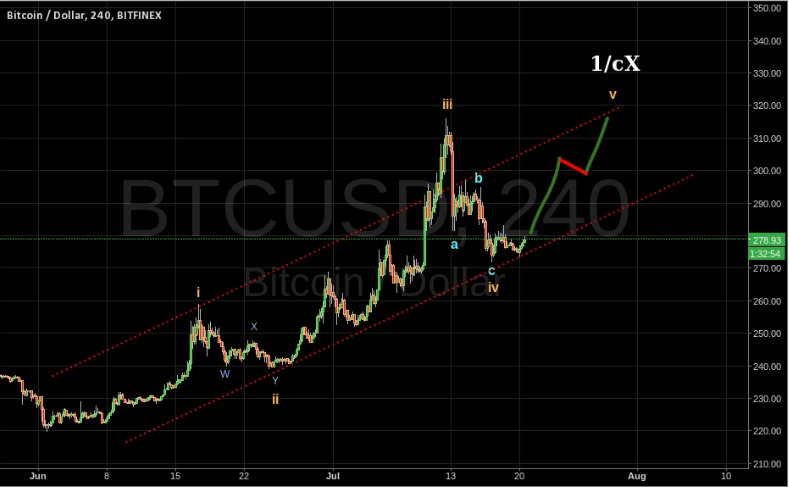 Bitcoin / Dollar, 240, BITFINEX
350.00
340.00
1/cX
330.00
v
320.00
iii
310.00
300.00
b
290.00
BTCUSD, 240
a
278.93
1:32:54
270.00
c
Bitcoin / Dollar
iv
i
260.00
X
250.00
240.00
W
Y
ii
230.00
220.00
210.00
Jun 8 15 22 Jul 13 20 Aug 10